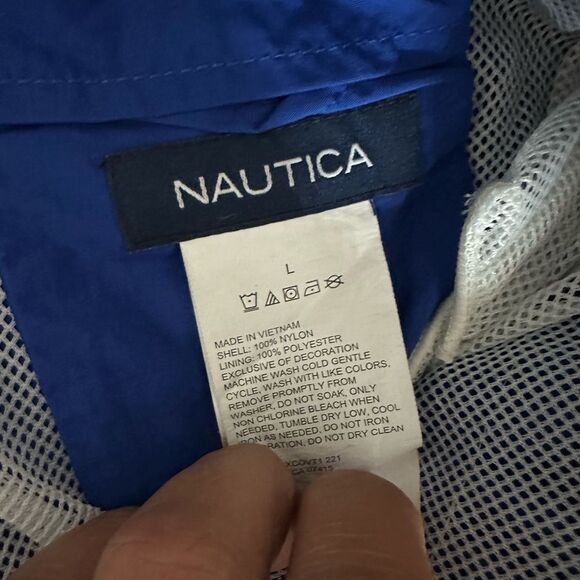 NAUTICA
L
MADE IN VIETNAM
SHELL: 100% NYLON
LINING: 100% POLYESTER
EXCLUSIVE OF DECORATION
MACHINE WASH COLD GENTLE
CYCLE, WASH WITH LIKE COLORS,
REMOVE PROMPTLY FROM
WASHER, DO NOT SOAK, ONLY
NON CHLORINE BLEACH WHEN
NEEDED, TUMBLE DRY LOW, COOL
IRON AS NEEDED. DO NOT IRON
DO NOT DRY CLEAN
221